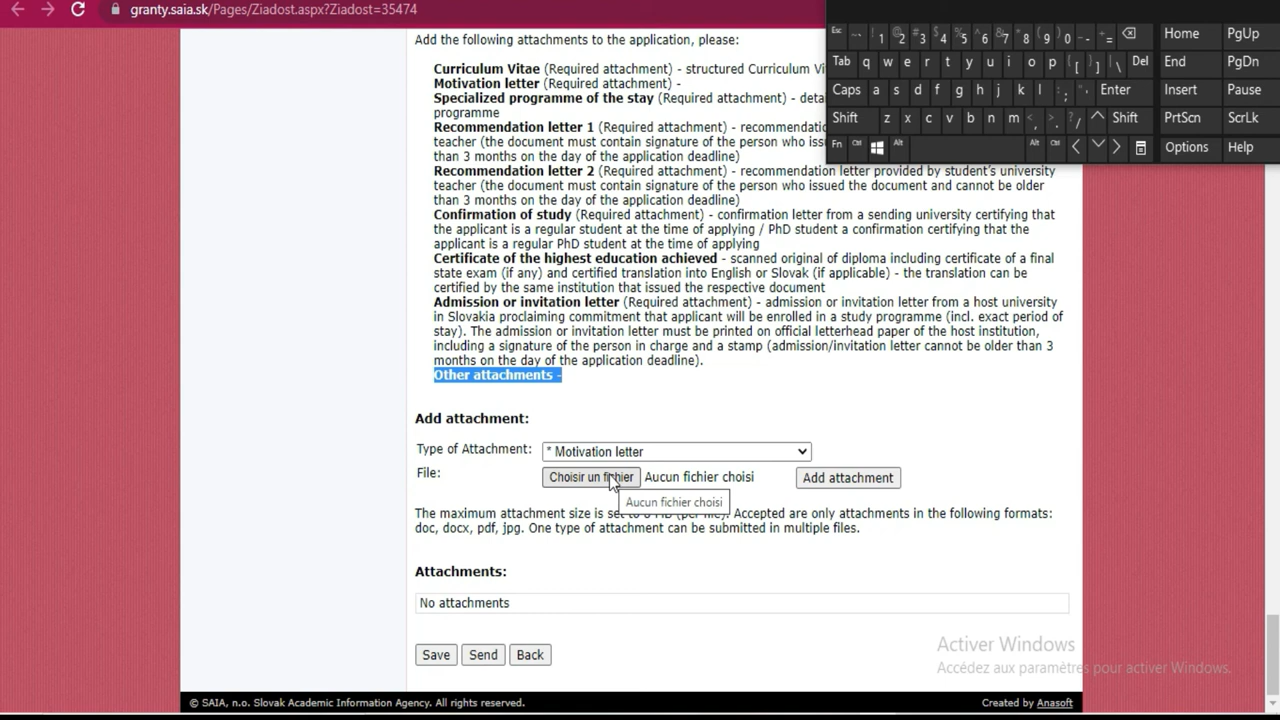 granty.saia.sk/Pages/Ziadost.aspx?Ziadost=35474
Add the following attachments to the application, please:
Curriculum Vitae (Required attachment) - structured Curriculum Vi
Motivation letter (Required attachment) -
Specialized programme of the stay (Required attachment) - deta
programme
Recommendation letter 1 (Required attachment) - recommendatio
teacher (the document must contain signature of the person who issu
than 3 months on the day of the application deadline)
Recommendation letter 2 (Required attachment) - recommendation letter provided by student's university
teacher (the document must contain signature of the person who issued the document and cannot be older
than 3 months on the day of the application deadline)
Confirmation of study (Required attachment) - confirmation letter from a sending university certifying that
the applicant is a regular student at the time of applying / PhD student a confirmation certifying that the
applicant is a regular PhD student at the time of applying
Certificate of the highest education achieved - scanned original of diploma including certificate of a final
state exam (if any) and certified translation into English or Slovak (if applicable) - the translation can be
certified by the same institution that issued the respective document
Admission or invitation letter (Required attachment) - admission or invitation letter from a host university
in Slovakia proclaiming commitment that applicant will be enrolled in a study programme (incl. exact period of
stay). The admission or invitation letter must be printed on official letterhead paper of the host institution,
including a signature of the person in charge and a stamp (admission/invitation letter cannot be older than 3
months on the day of the application deadline).
Other attachments -
Add attachment:
Type of Attachment: * Motivation letter
File: Choisir un fichier Aucun fichier choisi Add attachment
Aucun fichier choisi
The maximum attachment size is set to MB (per file). Accepted are only attachments in the following formats:
doc, docx, pdf, jpg. One type of attachment can be submitted in multiple files.
Attachments:
No attachments
Save Send Back
Activer Windows
Accédez aux paramètres pour activer Windows.
© SAIA, n.o. Slovak Academic Information Agency. All rights reserved. Created by Anasoft
Esc ~ ` ! 1 @ 2 # 3 $ 4 % 5 ^ 6 & 7 * 8 ( 9 ) 0 _ - + = Home PgUp
Tab q w e r t y u i o p { [ } ] | \ Del End PgDn
Caps a s d f g h j k l : ; " ' Enter Insert Pause
Shift z x c v b n m < , > . ? / Shift PrtScn ScrLk
Fn Ctrl Alt Alt Ctrl Options Help